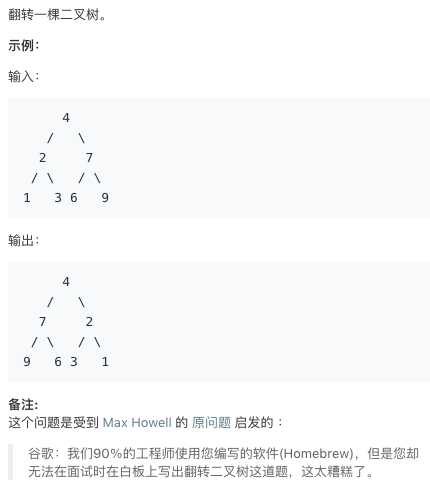 翻转一棵二叉树。
示例：
输入：
4
/ \
2 7
/ \ / \
1 3 6 9
输出：
4
/ \
7 2
/ \ / \
9 6 3 1
备注:
这个问题是受到 Max Howell 的 原问题 启发的 ：
谷歌：我们90％的工程师使用您编写的软件(Homebrew)，但是您却
无法在面试时在白板上写出翻转二叉树这道题，这太糟糕了。